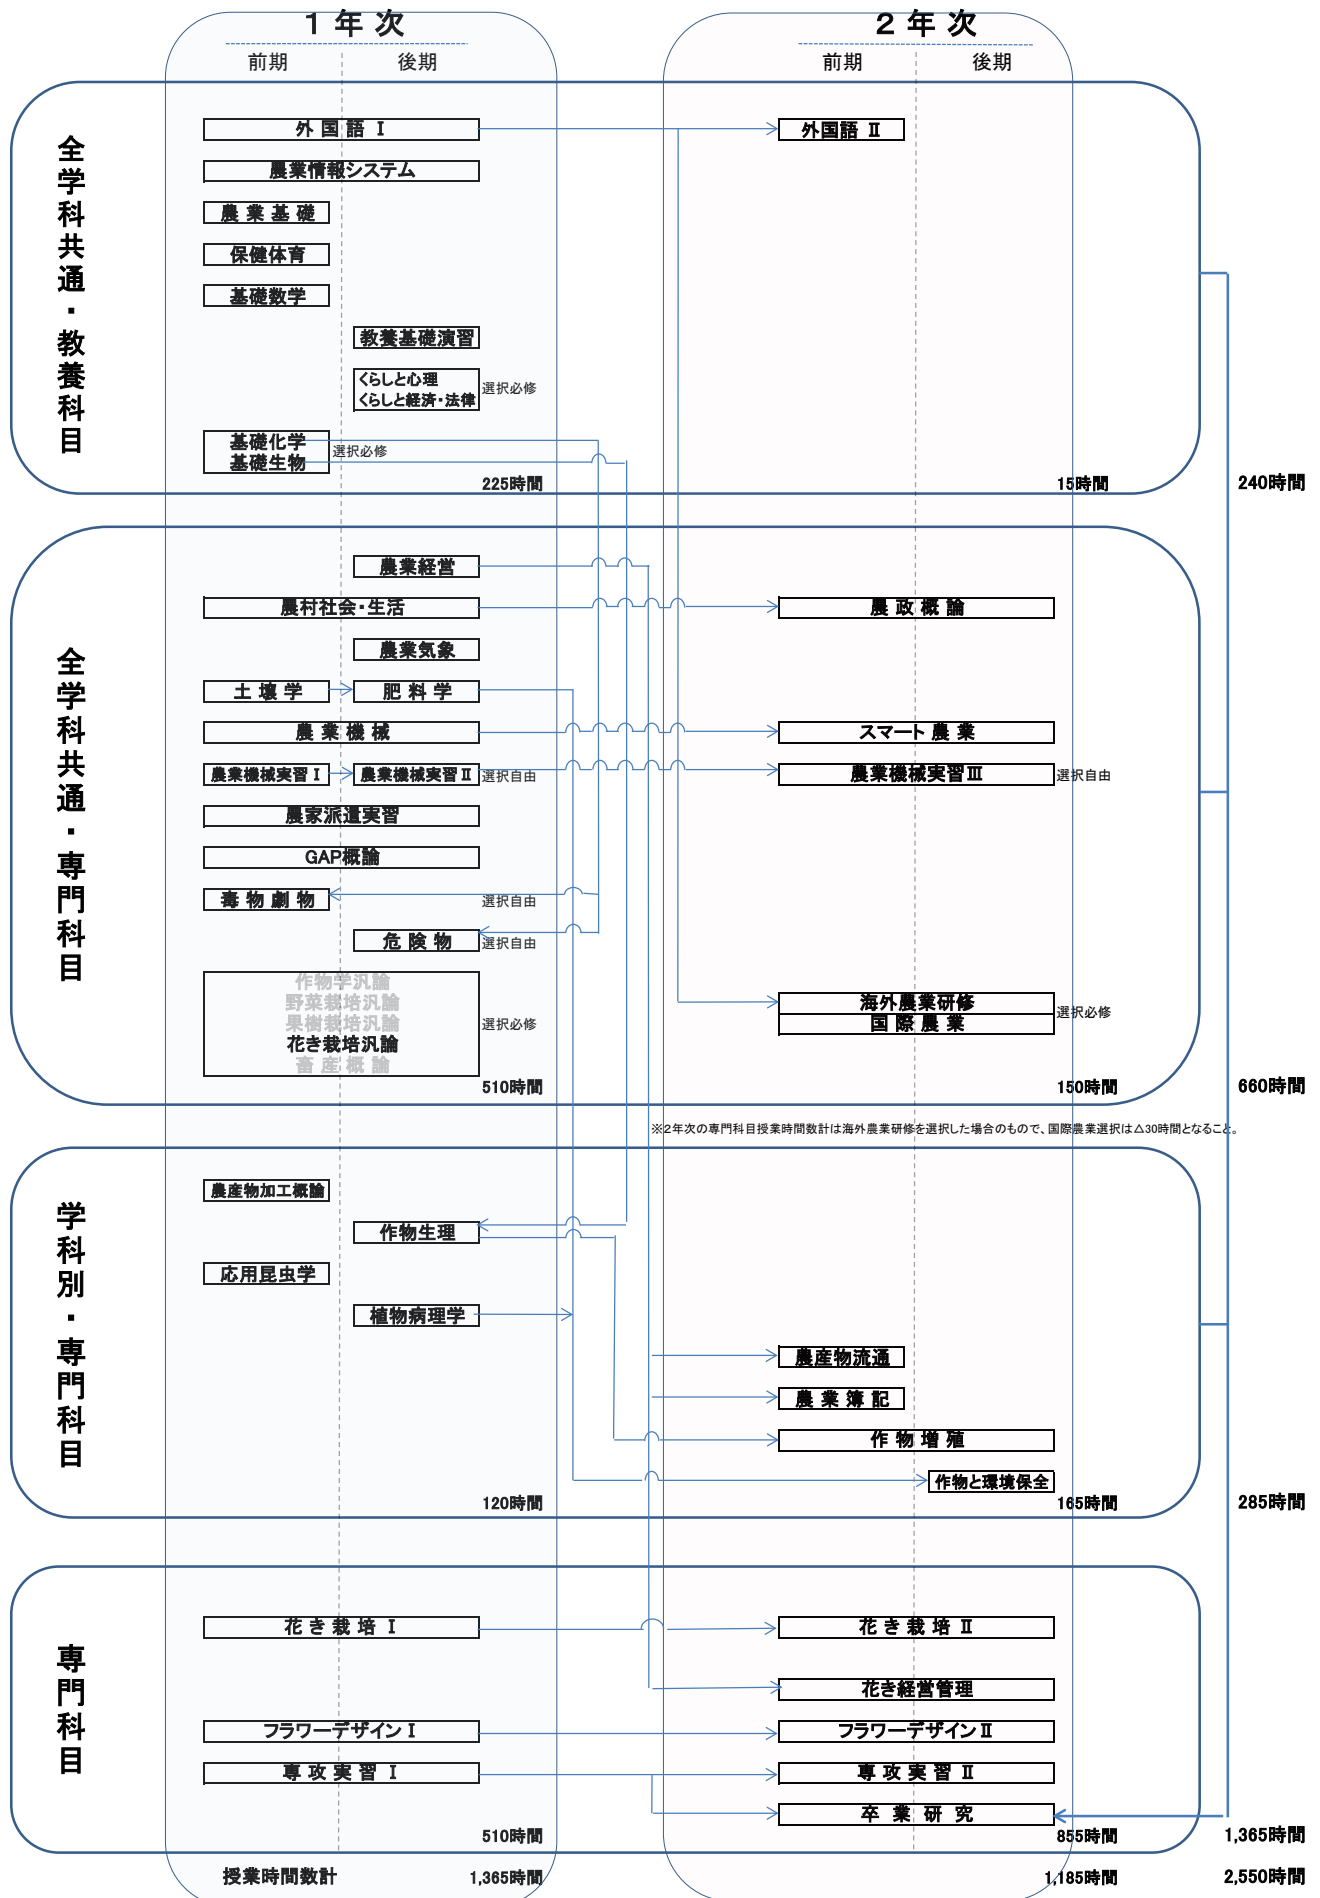 １年次
２年次
前期
後期
前期
後期
全学科共通・教養科目
外国語 Ⅰ
外国語 Ⅱ
農業情報システム
農業基礎
保健体育
基礎数学
教養基礎演習
くらしと心理
くらしと経済・法律
選択必修
基礎化学
基礎生物
選択必修
225時間
15時間
240時間
全学科共通・専門科目
農業経営
農村社会・生活
農政概論
農業気象
土壌学
肥料学
農業機械
スマート農業
農業機械実習Ⅰ
農業機械実習Ⅱ
選択自由
農業機械実習Ⅲ
選択自由
農家派遣実習
GAP概論
毒物劇物
選択自由
危険物
選択自由
作物学汎論
野菜栽培汎論
果樹栽培汎論
花き栽培汎論
畜産概論
選択必修
海外農業研修
国際農業
選択必修
510時間
150時間
660時間
※2年次の専門科目授業時間数計は海外農業研修を選択した場合のもので、国際農業選択は△30時間となること。
学科別・専門科目
農産物加工概論
作物生理
応用昆虫学
植物病理学
農産物流通
農業簿記
作物増殖
作物と環境保全
120時間
165時間
285時間
専門科目
花き栽培 Ⅰ
花き栽培 Ⅱ
花き経営管理
フラワーデザインⅠ
フラワーデザインⅡ
専攻実習 Ⅰ
専攻実習 Ⅱ
卒業研究
510時間
855時間
1,365時間
授業時間数計
1,365時間
1,185時間
2,550時間